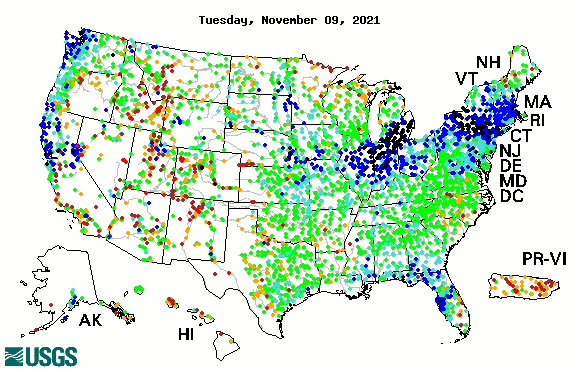 Tuesday, November 09, 2021
NH
VT
MA
RI
CT
NJ
DE
MD
DC
PR-VI
AK
HI
USGS